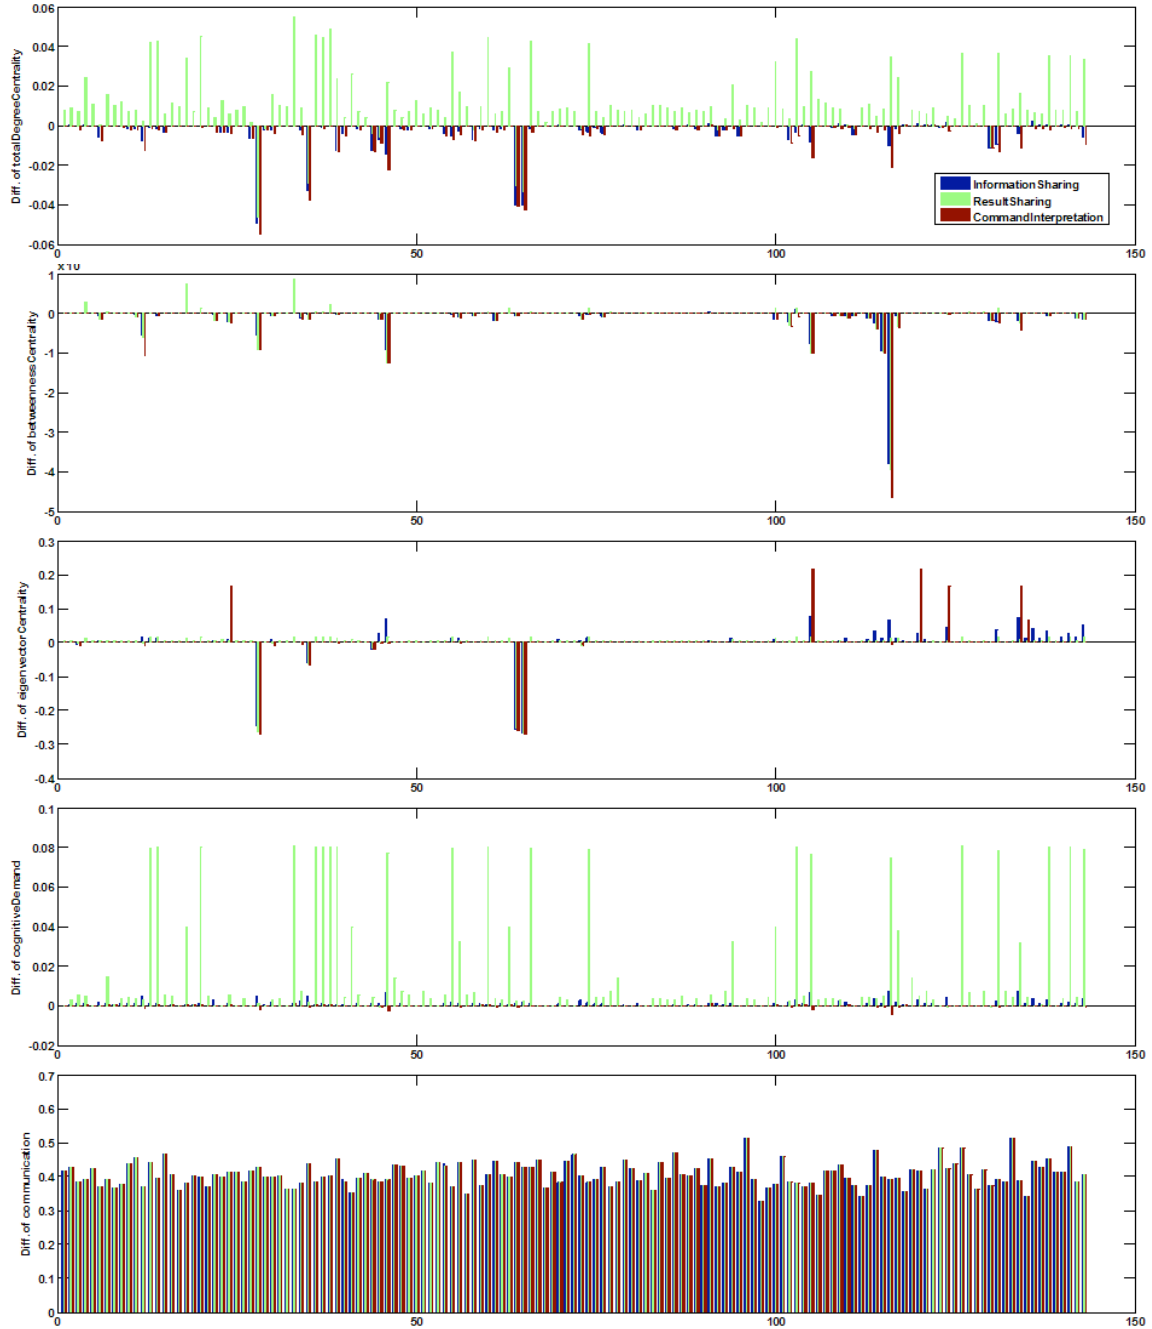 0.06
0.04
0.02
0
-0.02
-0.04
-0.06
Diff. of totalDegreeCentrality
InformationSharing
ResultSharing
CommandInterpretation
0 50 100 150
1
0
-1
-2
-3
-4
-5
Diff. of betweennessCentrality
0 50 100 150
0.3
0.2
0.1
0
-0.1
-0.2
-0.3
-0.4
Diff. of eigenvectorCentrality
0 50 100 150
0.1
0.08
0.06
0.04
0.02
0
-0.02
Diff. of cognitiveDemand
0 50 100 150
0.7
0.6
0.5
0.4
0.3
0.2
0.1
0
Diff. of communication
0 50 100 150